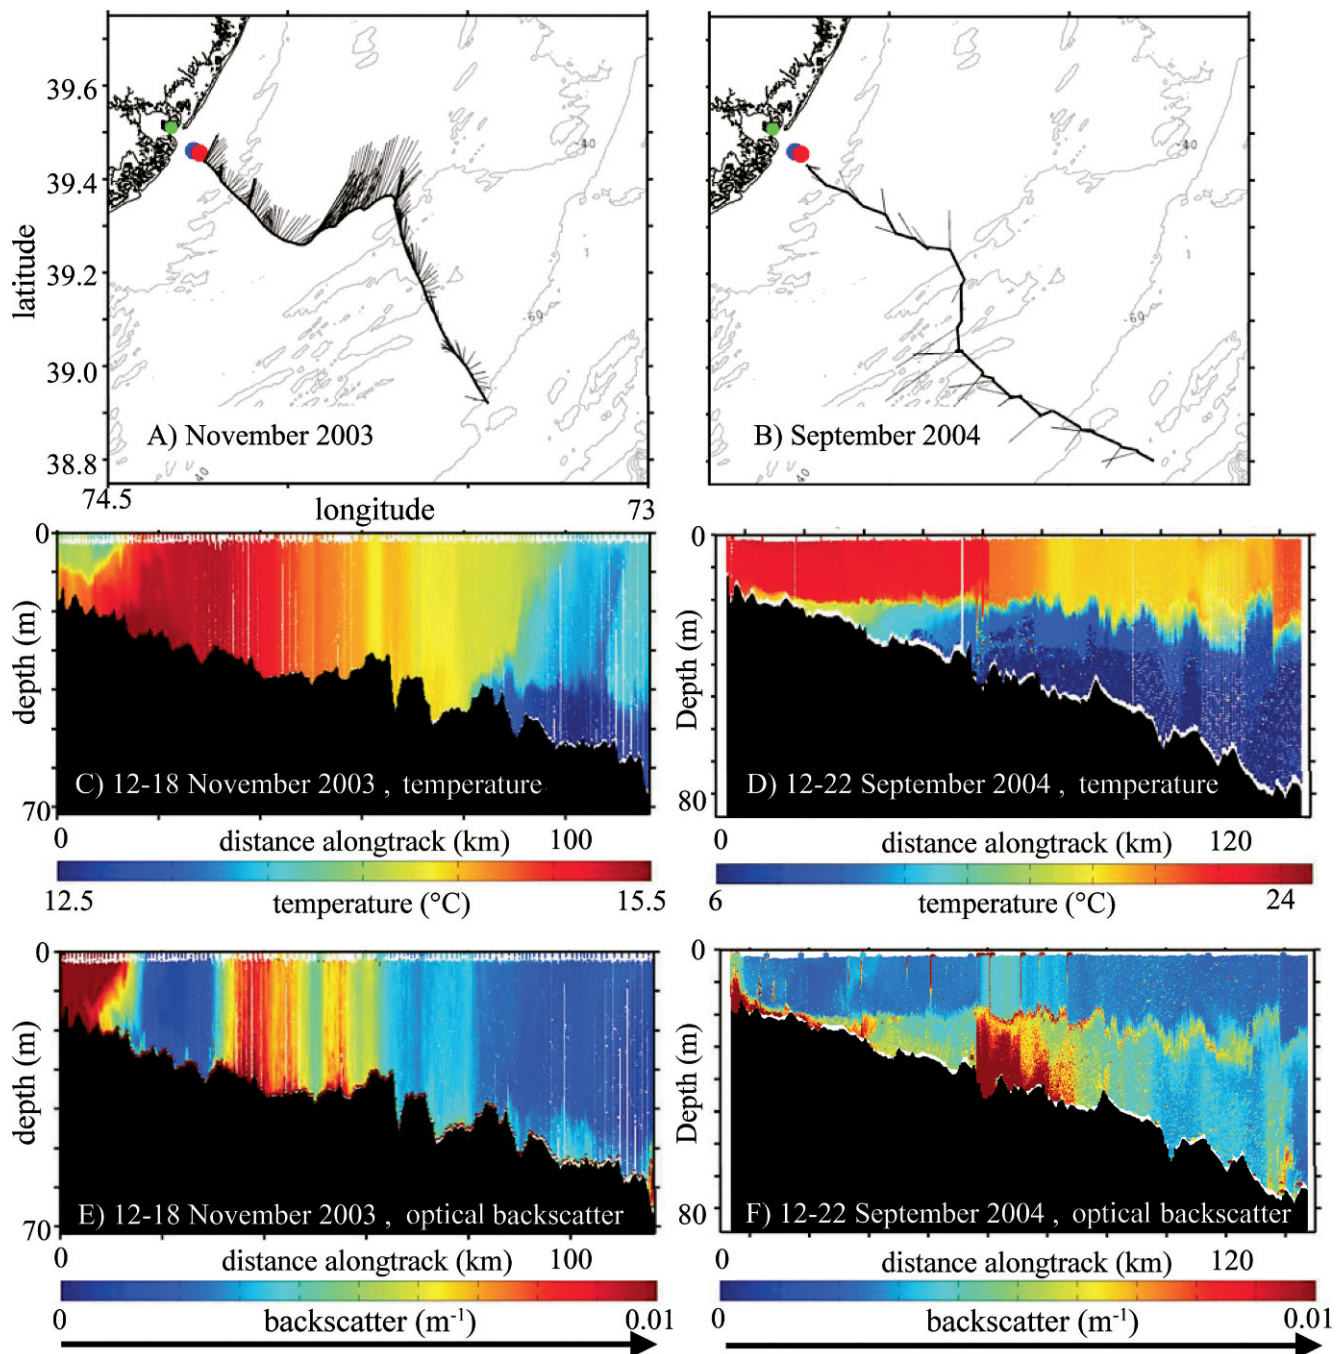 39.6
39.4
39.2
39.0
38.8
latitude
-40
-60
40
A) November 2003
74.5
longitude
73
-40
-60
40
B) September 2004
0
depth (m)
70
C) 12-18 November 2003 , temperature
0
distance alongtrack (km)
100
12.5
temperature (°C)
15.5
0
Depth (m)
80
D) 12-22 September 2004 , temperature
0
distance alongtrack (km)
120
6
temperature (°C)
24
0
depth (m)
70
E) 12-18 November 2003 , optical backscatter
0
distance alongtrack (km)
100
0
backscatter (m⁻¹)
0.01
0
Depth (m)
80
F) 12-22 September 2004 , optical backscatter
0
distance alongtrack (km)
120
0
backscatter (m⁻¹)
0.01